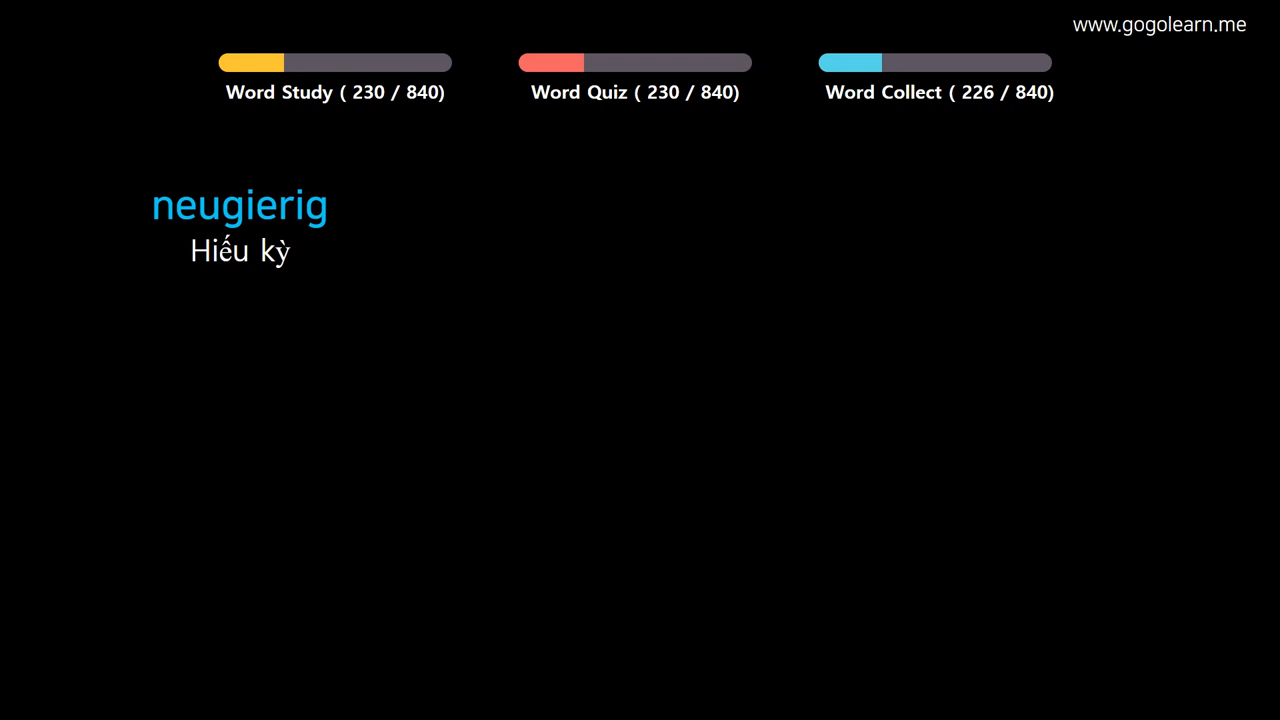 www.gogolearn.me
Word Study ( 230 / 840)
Word Quiz ( 230 / 840)
Word Collect ( 226 / 840)
neugierig
Hiếu kỳ